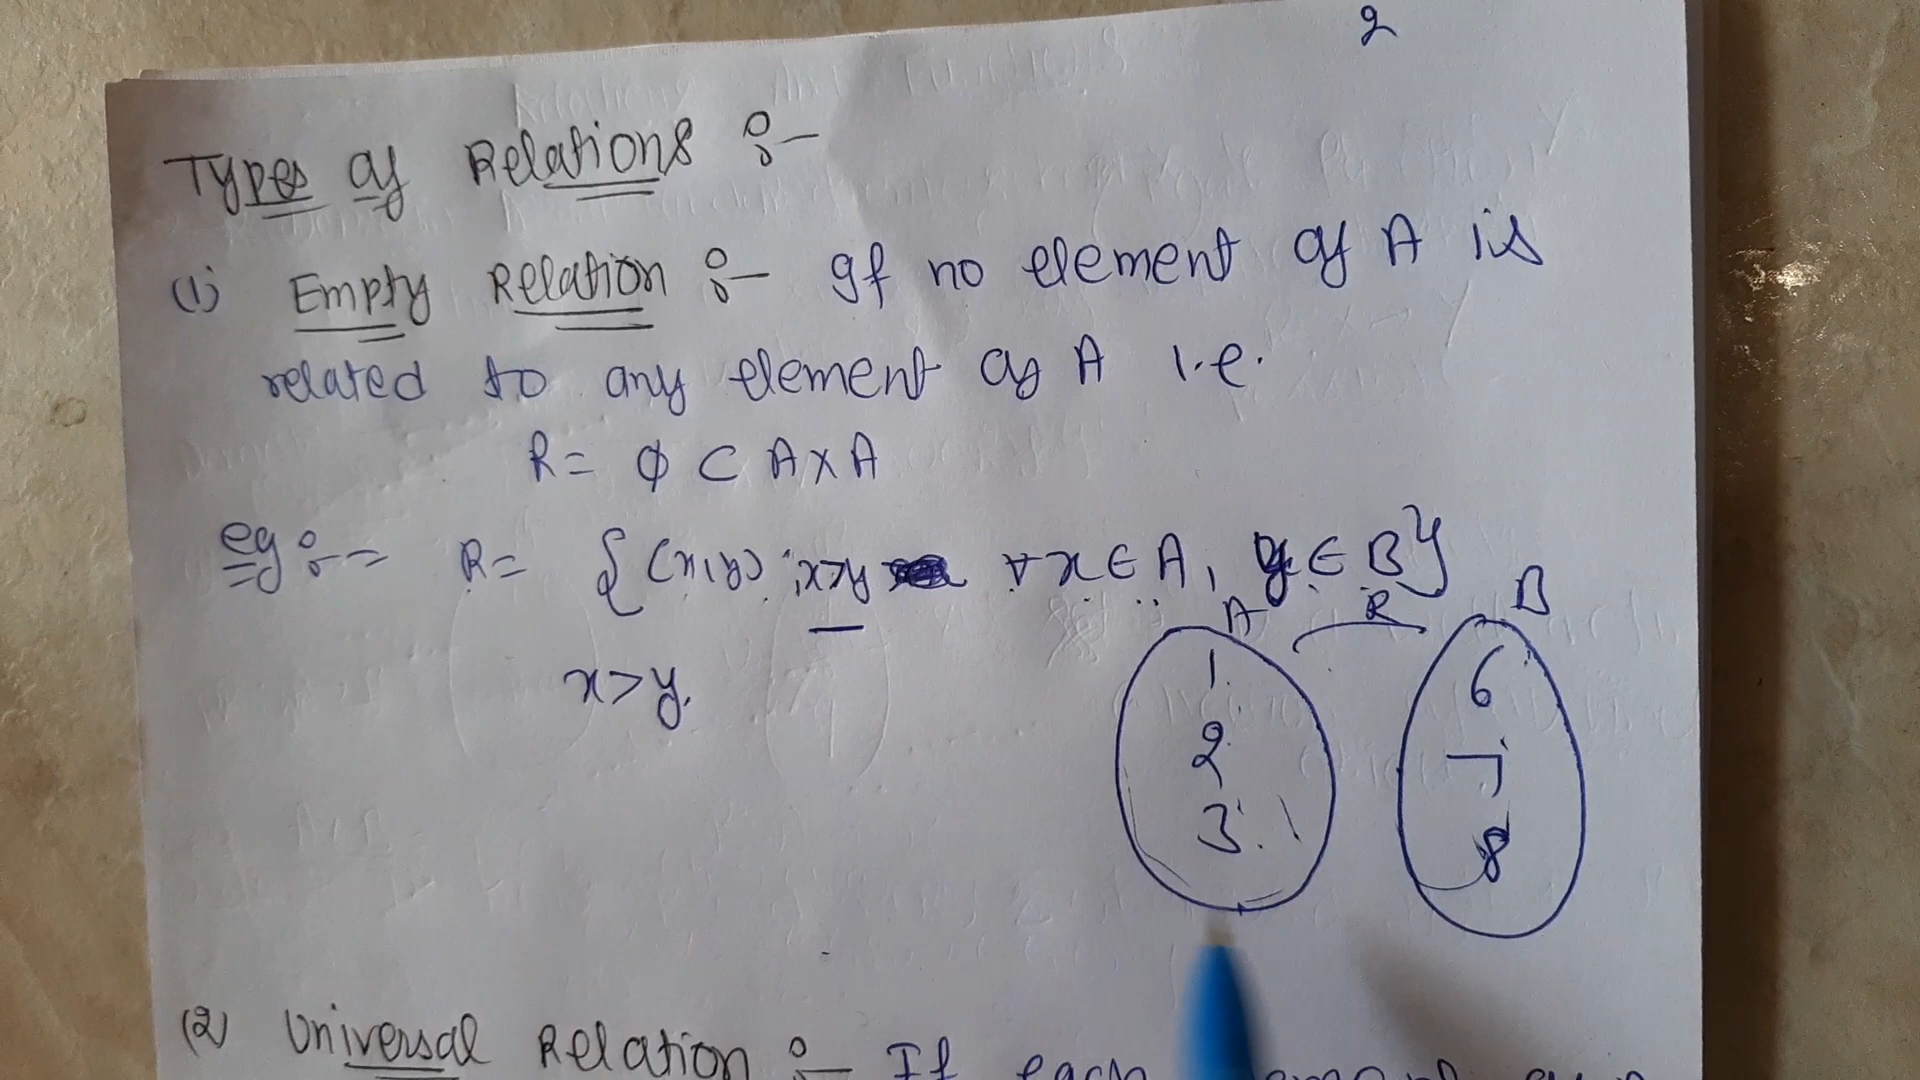 2
Types of Relations :-
(1) Empty Relation :- If no element of A is
related to any element of A i.e.
R = ϕ ⊂ A × A
eg :- R = { (x, y) ; x<y ∀ x ∈ A, y ∈ B }
A R B
x > y.
1 6
2 7
3 8
(2) Universal Relation :- If each